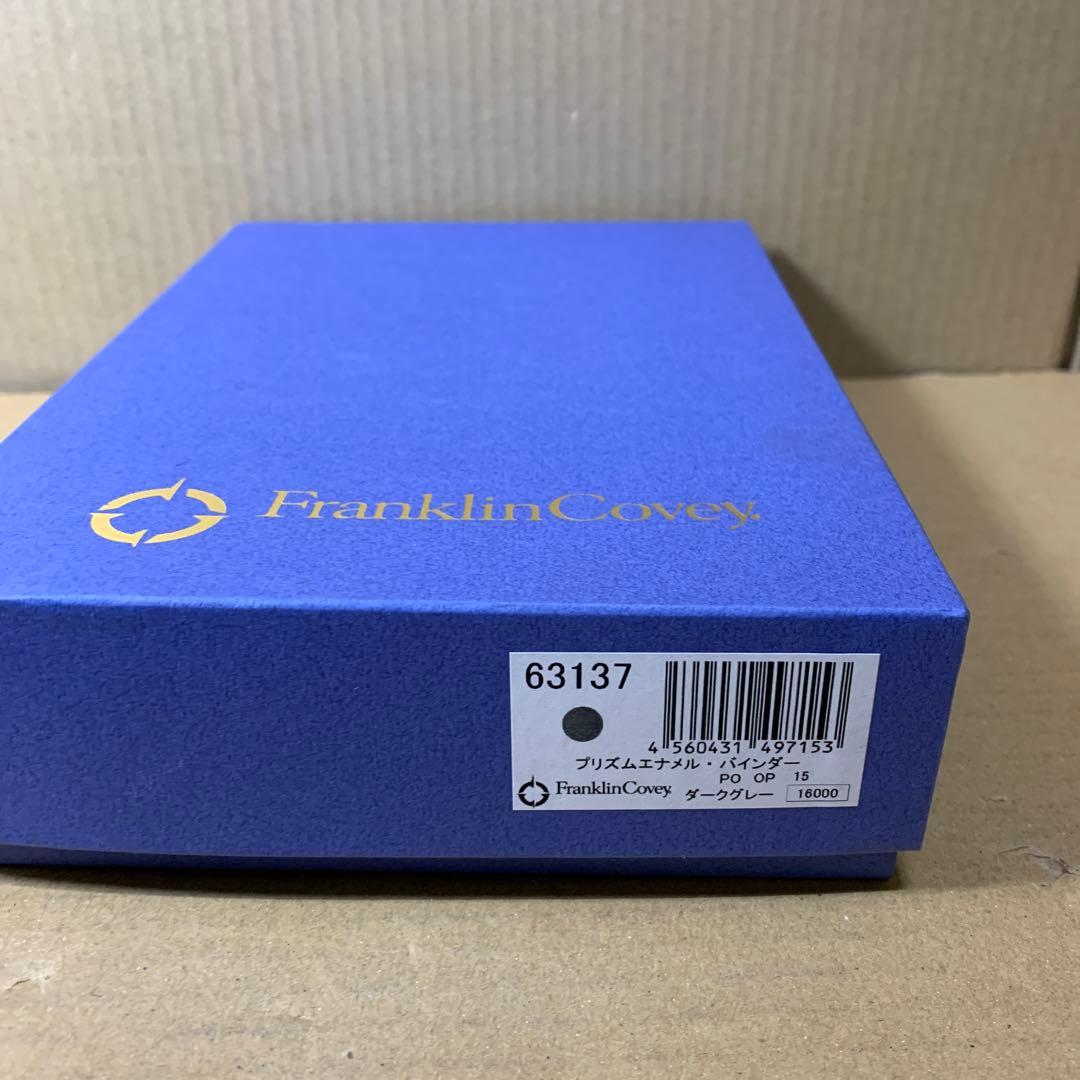 FranklinCovey.
63137
4 560431 497153
プリズムエナメル・バインダー
PO OP 15
FranklinCovey. ダークグレー 16000